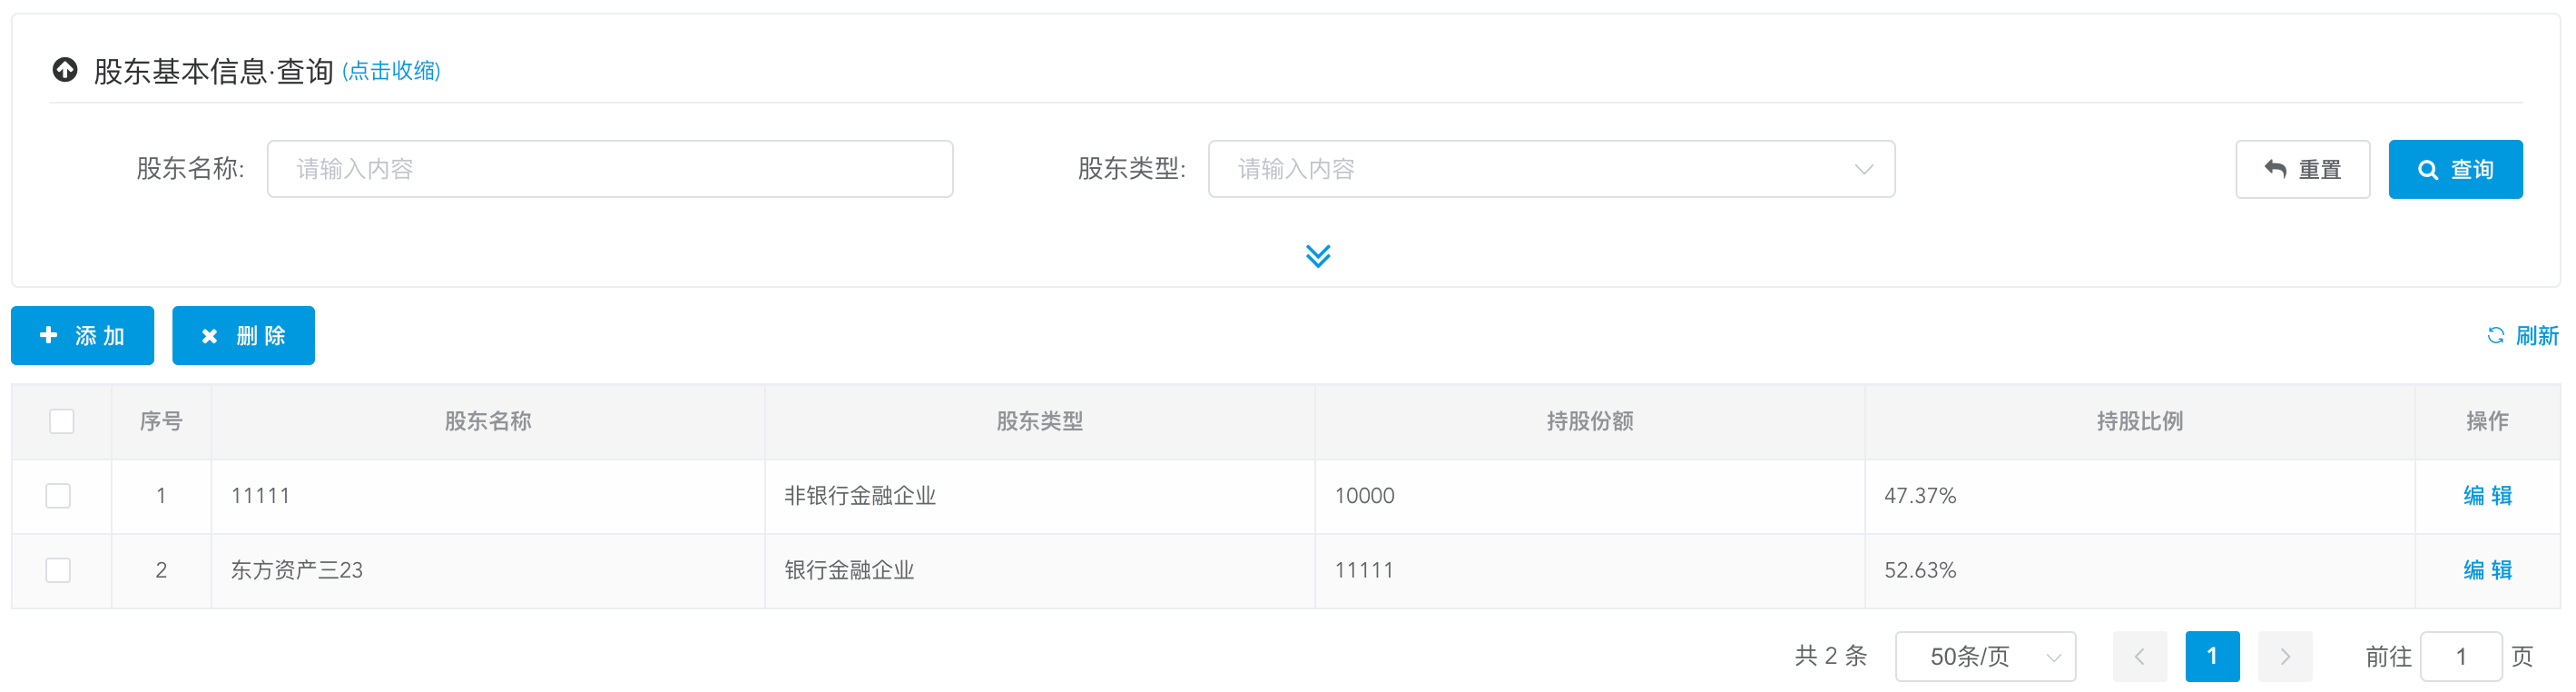 股东基本信息·查询 (点击收缩)
股东名称: 请输入内容 股东类型: 请输入内容 重置 查询
添加 删除 刷新
序号 股东名称 股东类型 持股份额 持股比例 操作
1 11111 非银行金融企业 10000 47.37% 编辑
2 东方资产三23 银行金融企业 11111 52.63% 编辑
共 2 条 50条/页 1 前往 1 页